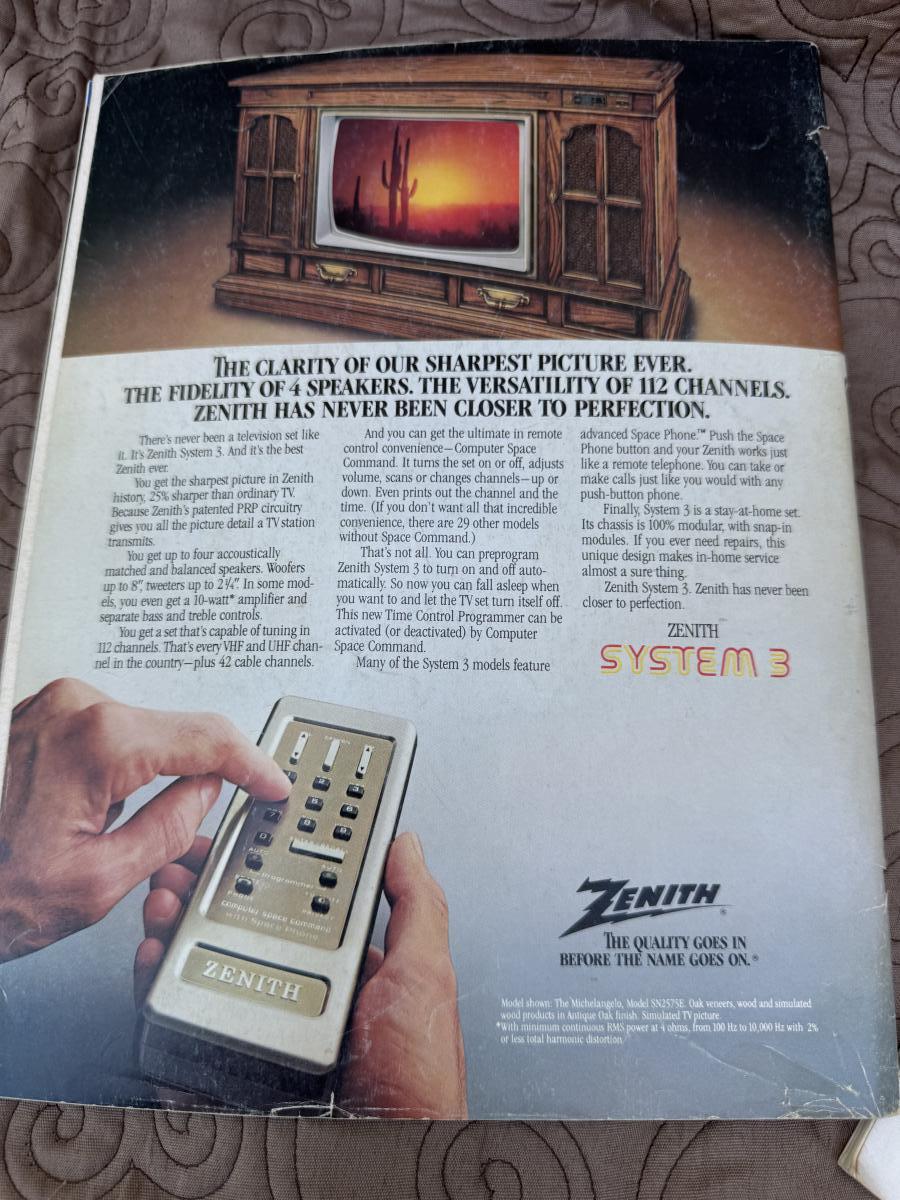 THE CLARITY OF OUR SHARPEST PICTURE EVER.
THE FIDELITY OF 4 SPEAKERS. THE VERSATILITY OF 112 CHANNELS.
ZENITH HAS NEVER BEEN CLOSER TO PERFECTION.
There's never been a television set like
it. It's Zenith System 3. And it's the best
Zenith ever.
You get the sharpest picture in Zenith
history, 25% sharper than ordinary TV.
Because Zenith's patented PRP circuitry
gives you all the picture detail a TV station
transmits.
You get up to four accoustically
matched and balanced speakers. Woofers
up to 8", tweeters up to 2¼". In some mod-
els, you even get a 10-watt* amplifier and
separate bass and treble controls.
You get a set that's capable of tuning in
112 channels. That's every VHF and UHF chan-
nel in the country—plus 42 cable channels.
And you can get the ultimate in remote
control convenience—Computer Space
Command. It turns the set on or off, adjusts
volume, scans or changes channels—up or
down. Even prints out the channel and the
time. (If you don't want all that incredible
convenience, there are 29 other models
without Space Command.)
That's not all. You can preprogram
Zenith System 3 to turn on and off auto-
matically. So now you can fall asleep when
you want to and let the TV set turn itself off.
This new Time Control Programmer can be
activated (or deactivated) by Computer
Space Command.
Many of the System 3 models feature
advanced Space Phone.™ Push the Space
Phone button and your Zenith works just
like a remote telephone. You can take or
make calls just like you would with any
push-button phone.
Finally, System 3 is a stay-at-home set.
Its chassis is 100% modular, with snap-in
modules. If you ever need repairs, this
unique design makes in-home service
almost a sure thing.
Zenith System 3. Zenith has never been
closer to perfection.
ZENITH
SYSTEM 3
2 3
5 6
7 8 9
0
AUTO
AUTO
Programmer
PHONE
computer space command
with Space Phone
ZENITH
ZENITH®
THE QUALITY GOES IN
BEFORE THE NAME GOES ON.®
Model shown: The Michelangelo, Model SN2575E. Oak veneers, wood and simulated
wood products in Antique Oak finish. Simulated TV picture.
*With minimum continuous RMS power at 4 ohms, from 100 Hz to 10,000 Hz with 2%
or less total harmonic distortion.